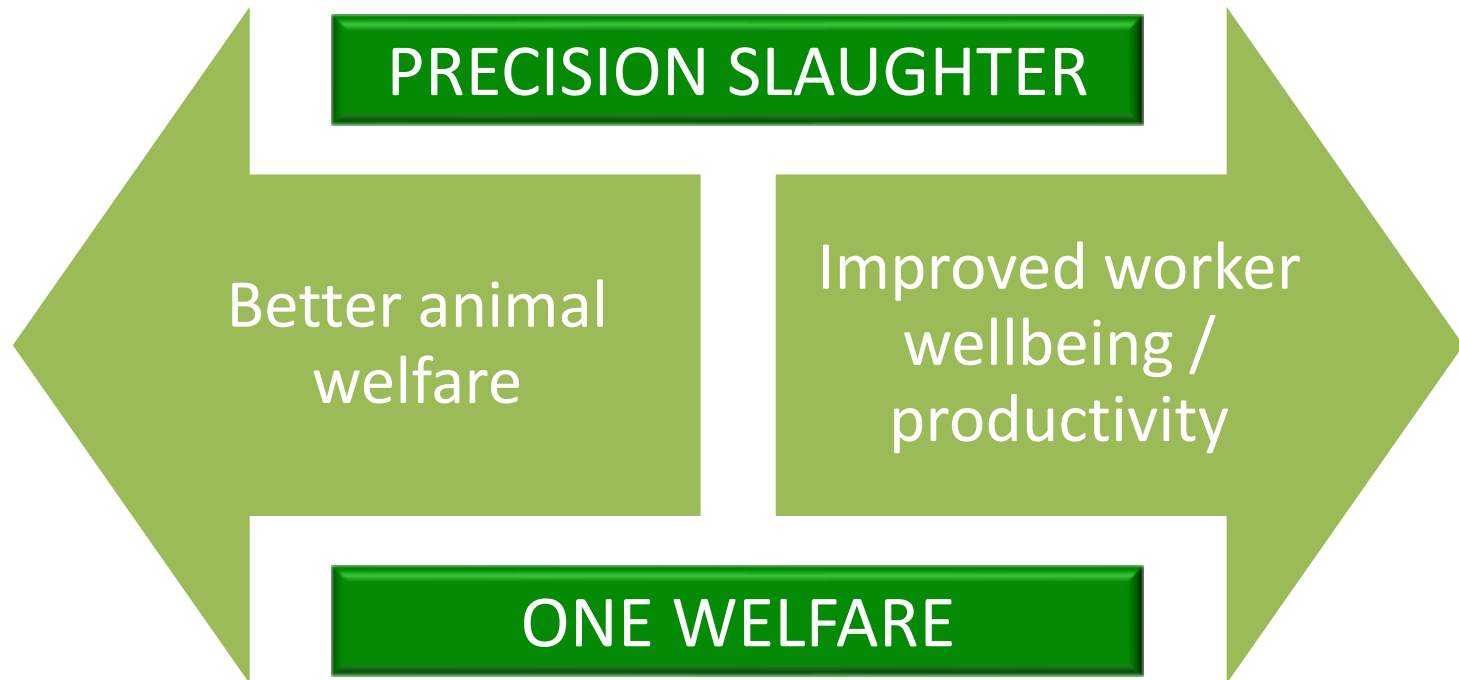 PRECISION SLAUGHTER
Better animal
welfare
Improved worker
wellbeing /
productivity
ONE WELFARE